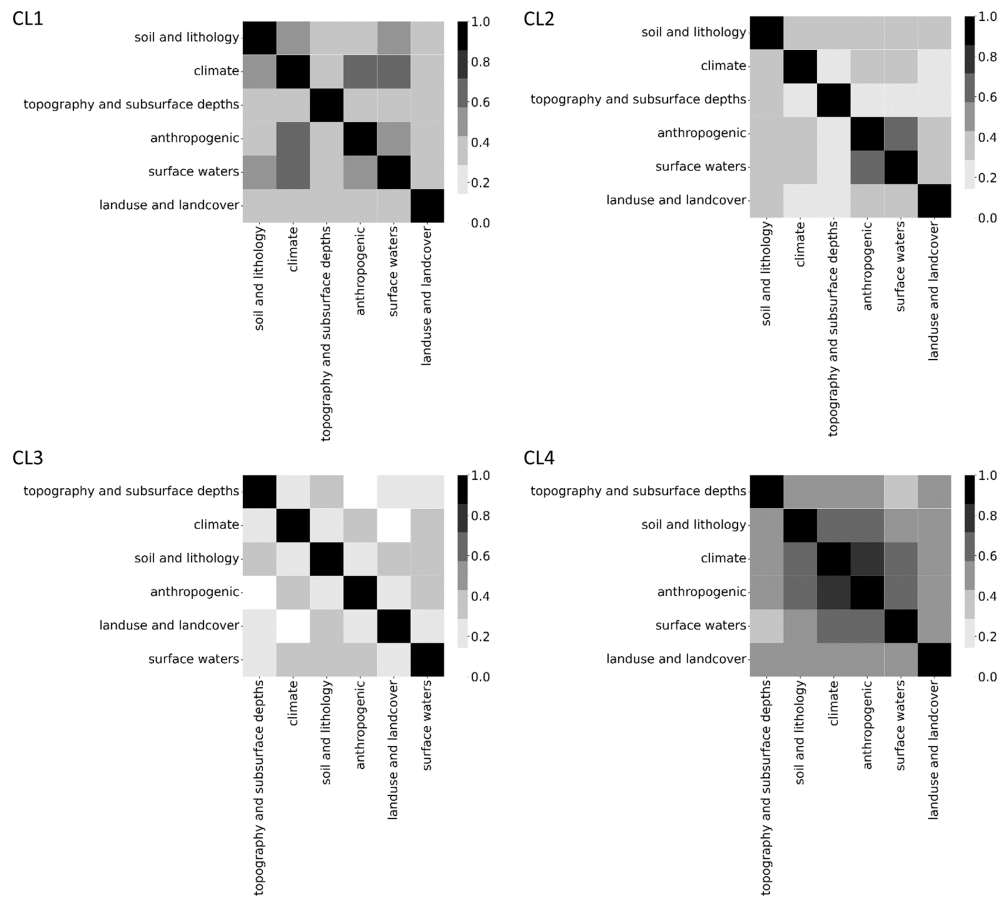 CL1
soil and lithology
climate
topography and subsurface depths
anthropogenic
surface waters
landuse and landcover
1.0
0.8
0.6
0.4
0.2
0.0
soil and lithology
climate
topography and subsurface depths
anthropogenic
surface waters
landuse and landcover
CL2
soil and lithology
climate
topography and subsurface depths
anthropogenic
surface waters
landuse and landcover
1.0
0.8
0.6
0.4
0.2
0.0
soil and lithology
climate
topography and subsurface depths
anthropogenic
surface waters
landuse and landcover
CL3
topography and subsurface depths
climate
soil and lithology
anthropogenic
landuse and landcover
surface waters
1.0
0.8
0.6
0.4
0.2
0.0
topography and subsurface depths
climate
soil and lithology
anthropogenic
landuse and landcover
surface waters
CL4
topography and subsurface depths
soil and lithology
climate
anthropogenic
surface waters
landuse and landcover
1.0
0.8
0.6
0.4
0.2
0.0
topography and subsurface depths
soil and lithology
climate
anthropogenic
surface waters
landuse and landcover